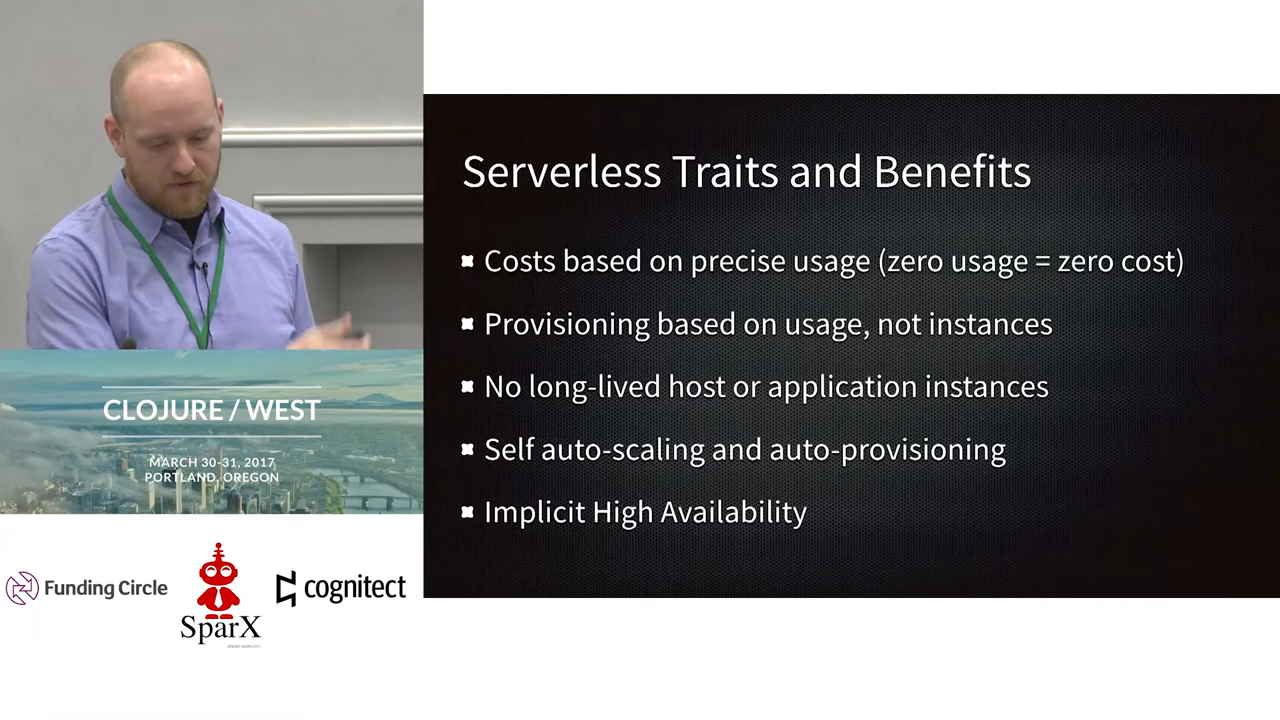 Serverless Traits and Benefits
Costs based on precise usage (zero usage = zero cost)
Provisioning based on usage, not instances
No long-lived host or application instances
Self auto-scaling and auto-provisioning
Implicit High Availability
CLOJURE / WEST
MARCH 30-31, 2017
PORTLAND, OREGON
Funding Circle
SparX
cognitect